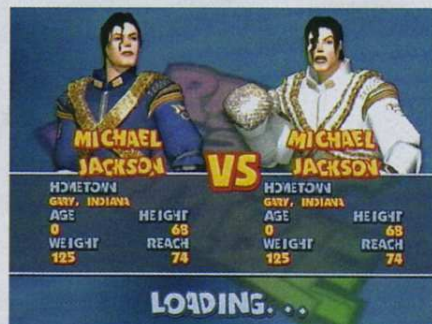 MICHAEL JACKSON
VS
MICHAEL JACKSON
HOMETOWN
GARY, INDIANA
AGE HEIGHT
0 68
WEIGHT REACH
125 74
HOMETOWN
GARY, INDIANA
AGE HEIGHT
0 68
WEIGHT REACH
125 74
LOADING. . .